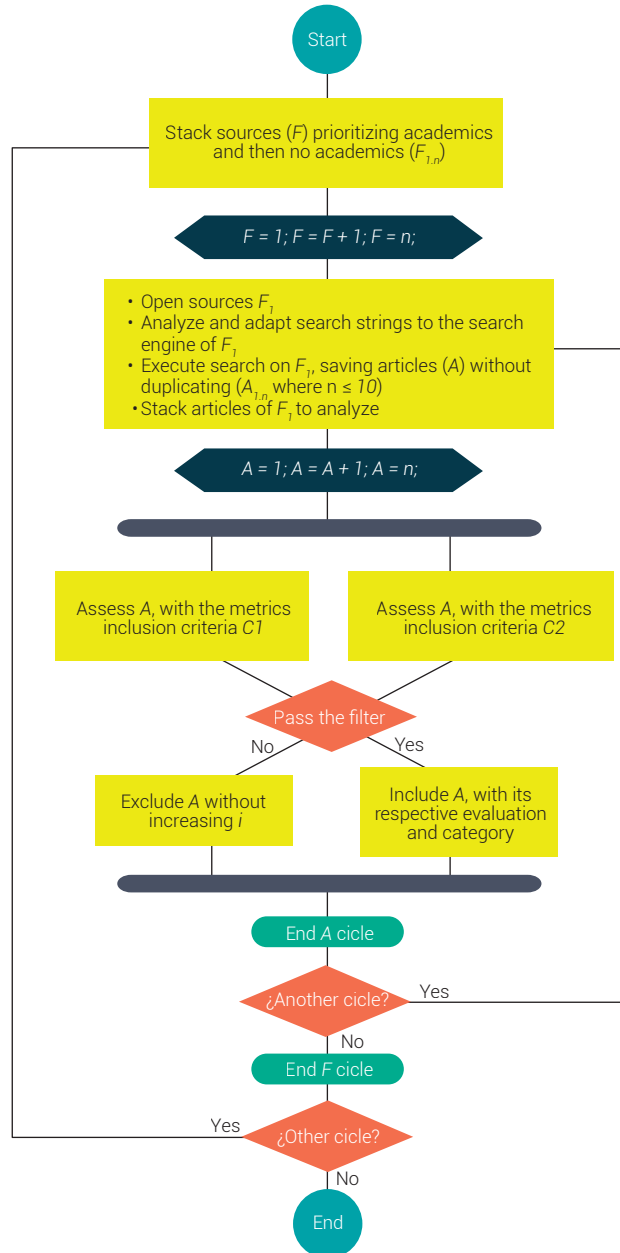 Start
Stack sources (F) prioritizing academics
and then no academics (F1.n)
F = 1; F = F + 1; F = n;
• Open sources F1
• Analyze and adapt search strings to the search
engine of F1
• Execute search on F1, saving articles (A) without
duplicating (A1.n where n ≤ 10)
• Stack articles of F1 to analyze
A = 1; A = A + 1; A = n;
Assess A, with the metrics
inclusion criteria C1
Assess A, with the metrics
inclusion criteria C2
Pass the filter
No
Yes
Exclude A without
increasing i
Include A, with its
respective evaluation
and category
End A cicle
¿Another cicle?
Yes
No
End F cicle
¿Other cicle?
Yes
No
End